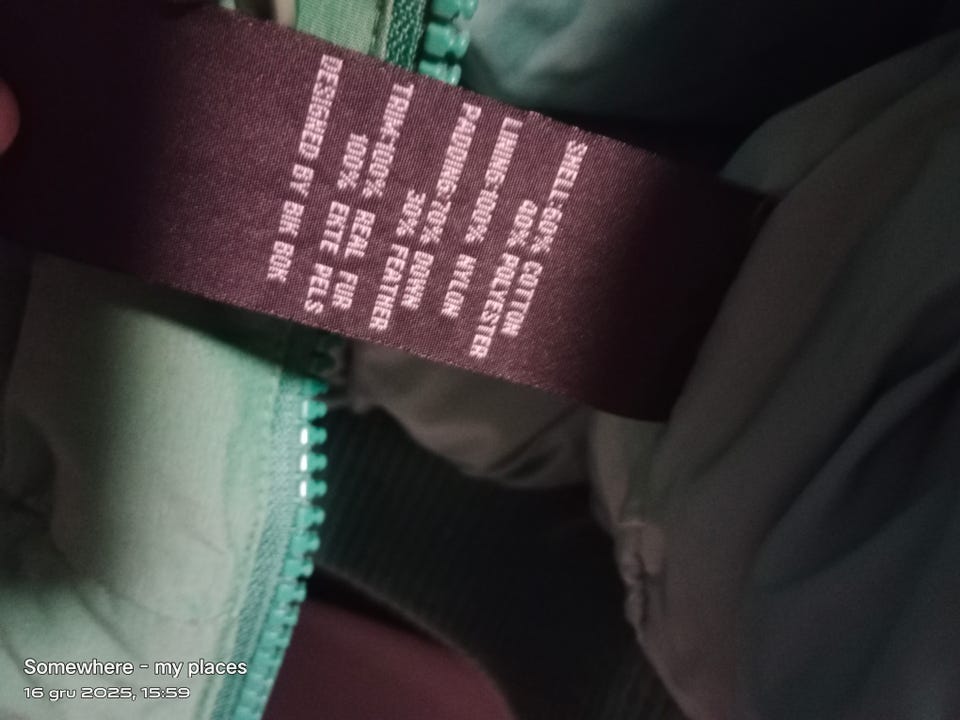 SHELL-60% COTTON
40% POLYESTER
LINING-100% NYLON
PADDING-70% DOWN
30% FEATHER
TRIM-100% REAL FUR
100% EKTE PELS
DESIGNED BY BIK BOK
Somewhere - my places
16 gru 2025, 15:59